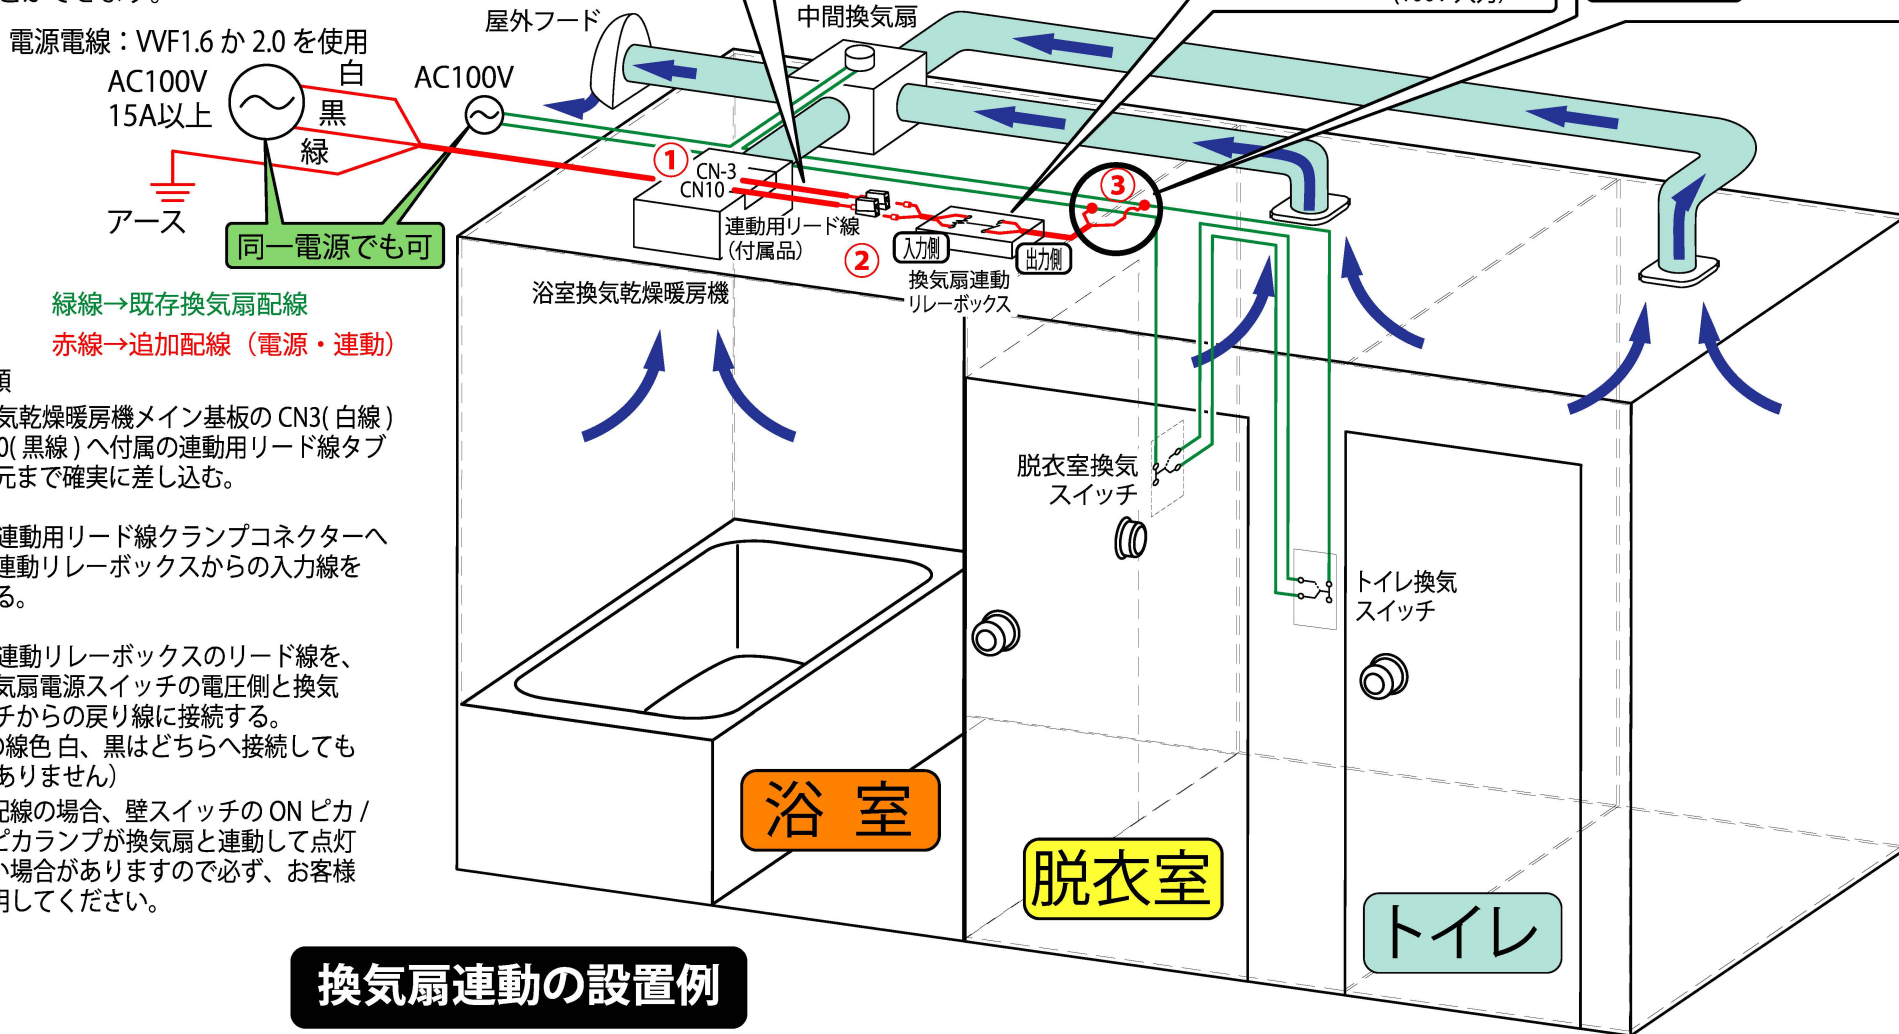 とができます。
電源電線：VVF1.6 か 2.0 を使用
屋外フード
中間換気扇
AC100V
15A以上
白
黒
緑
AC100V
アース
同一電源でも可
①
CN-3
CN10
連動用リード線
（付属品）
②
入力側
出力側
③
換気扇連動
リレーボックス
浴室換気乾燥暖房機
緑線→既存換気扇配線
赤線→追加配線（電源・連動）
気乾燥暖房機メイン基板の CN3( 白線 )
0( 黒線 ) へ付属の連動用リード線タブ
元まで確実に差し込む。
連動用リード線クランプコネクターへ
連動リレーボックスからの入力線を
る。
連動リレーボックスのリード線を、
気扇電源スイッチの電圧側と換気
チからの戻り線に接続する。
の線色 白、黒はどちらへ接続しても
ありません）
配線の場合、壁スイッチの ON ピカ /
ピカランプが換気扇と連動して点灯
い場合がありますので必ず、お客様
明してください。
脱衣室換気
スイッチ
トイレ換気
スイッチ
浴 室
脱衣室
トイレ
換気扇連動の設置例